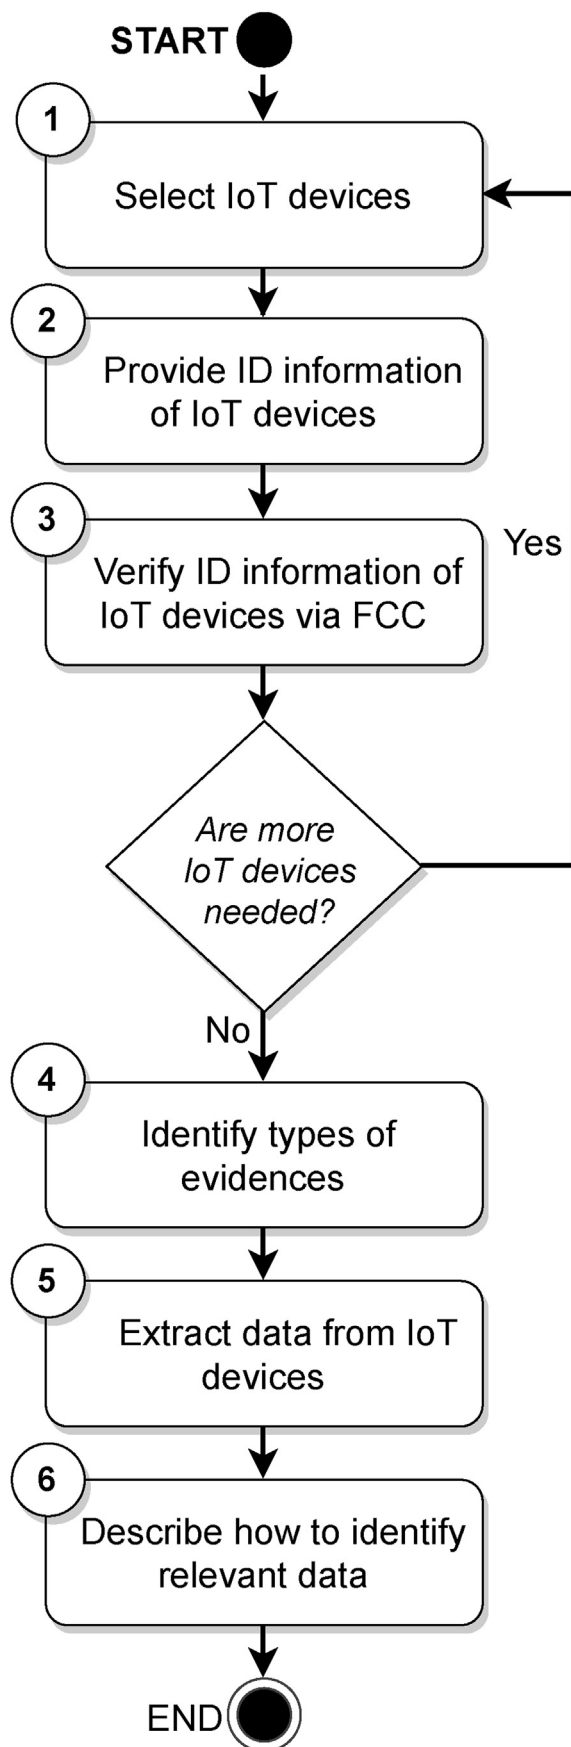 START
1
Select IoT devices
2
Provide ID information
of IoT devices
3
Yes
Verify ID information of
IoT devices via FCC
Are more
IoT devices
needed?
No
4
Identify types of
evidences
5
Extract data from IoT
devices
6
Describe how to identify
relevant data
END